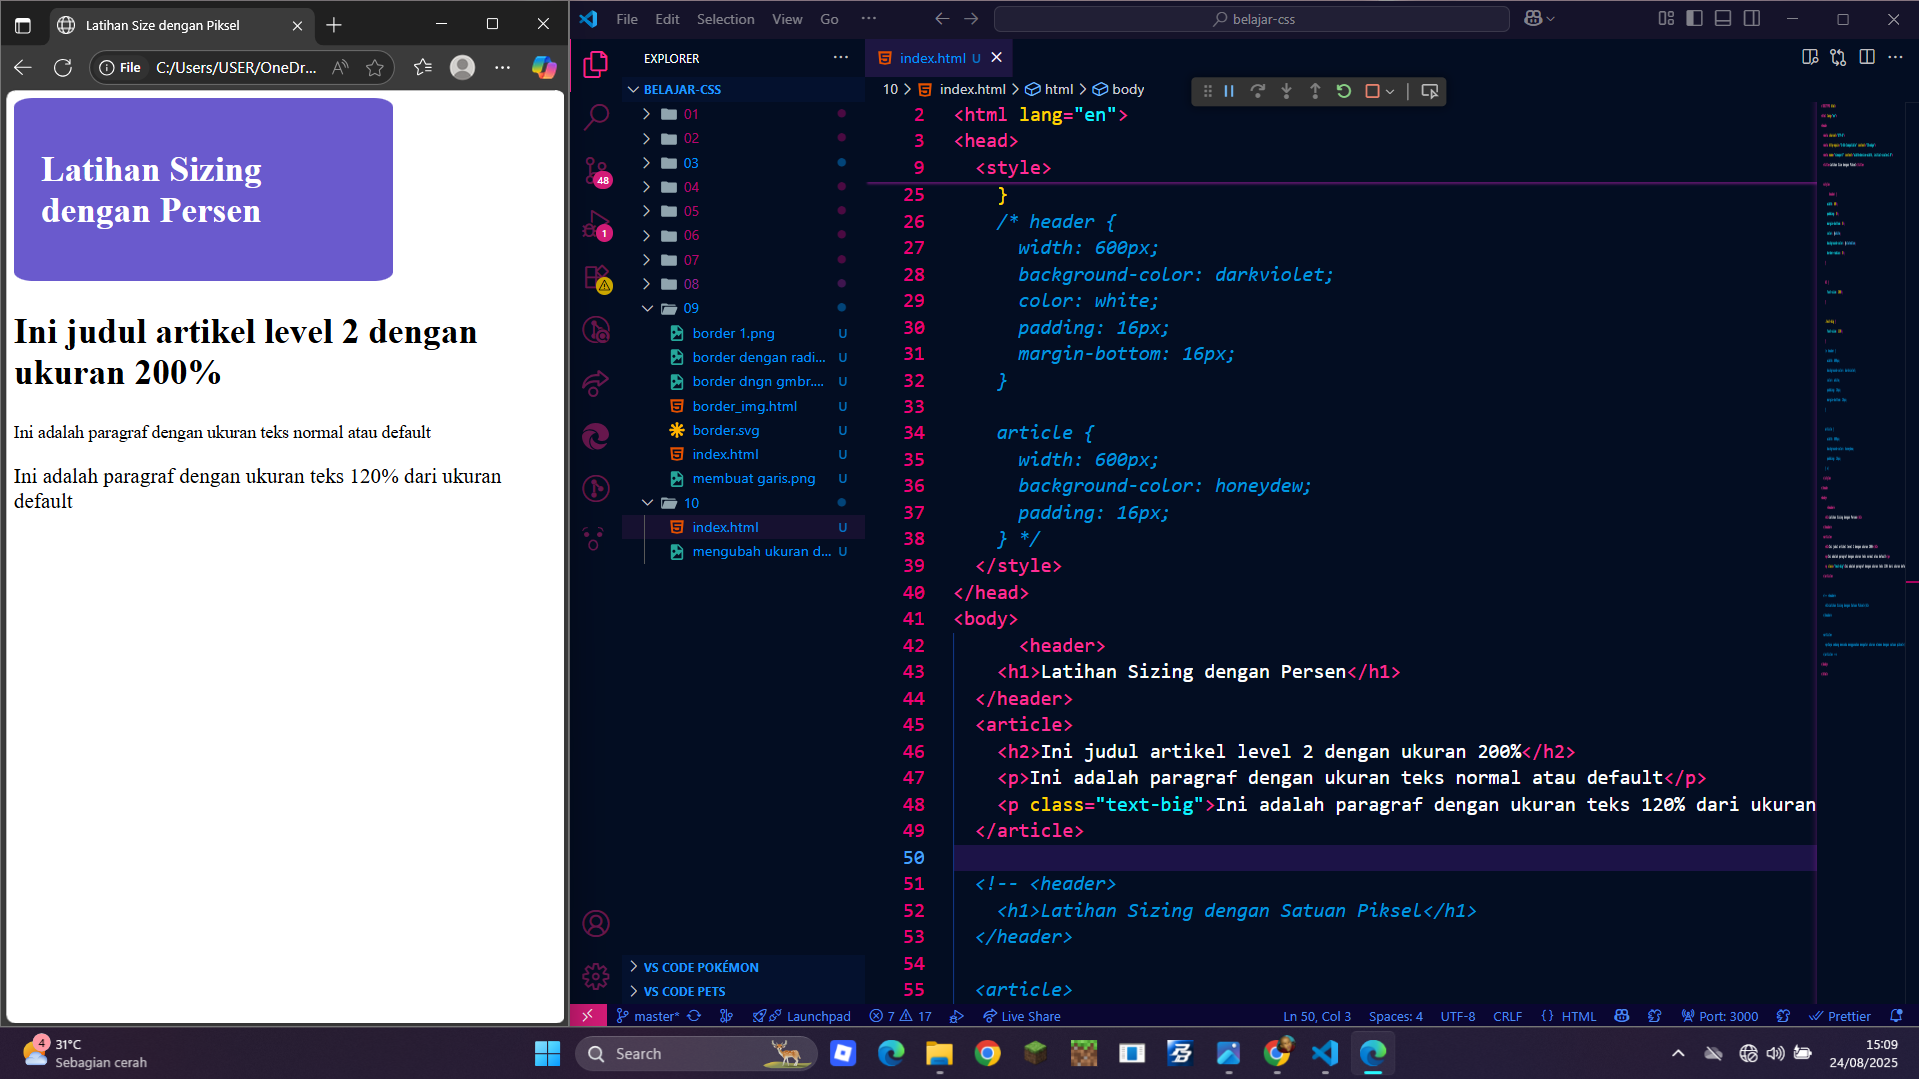 Latihan Size dengan Piksel
File
C:/Users/USER/OneDr...
Latihan Sizing
dengan Persen
Ini judul artikel level 2 dengan
ukuran 200%
Ini adalah paragraf dengan ukuran teks normal atau default
Ini adalah paragraf dengan ukuran teks 120% dari ukuran
default
File Edit Selection View Go ...
belajar-css
EXPLORER
BELAJAR-CSS
01
02
03
04
05
06
07
08
09
border 1.png U
border dengan radi... U
border dngn gmbr.... U
border_img.html U
border.svg U
index.html U
membuat garis.png U
10
index.html U
mengubah ukuran d... U
VS CODE POKÉMON
VS CODE PETS
48
1
index.html U
10 > index.html > html > body
2 <html lang="en">
3 <head>
9 <style>
25 }
26 /* header {
27 width: 600px;
28 background-color: darkviolet;
29 color: white;
30 padding: 16px;
31 margin-bottom: 16px;
32 }
33
34 article {
35 width: 600px;
36 background-color: honeydew;
37 padding: 16px;
38 } */
39 </style>
40 </head>
41 <body>
42 <header>
43 <h1>Latihan Sizing dengan Persen</h1>
44 </header>
45 <article>
46 <h2>Ini judul artikel level 2 dengan ukuran 200%</h2>
47 <p>Ini adalah paragraf dengan ukuran teks normal atau default</p>
48 <p class="text-big">Ini adalah paragraf dengan ukuran teks 120% dari ukuran
49 </article>
50
51 <!-- <header>
52 <h1>Latihan Sizing dengan Satuan Piksel</h1>
53 </header>
54
55 <article>
master* Launchpad 7 17 Live Share
Ln 50, Col 3 Spaces: 4 UTF-8 CRLF {} HTML Port: 3000 Prettier
4
31°C
Sebagian cerah
Search
15:09
24/08/2025